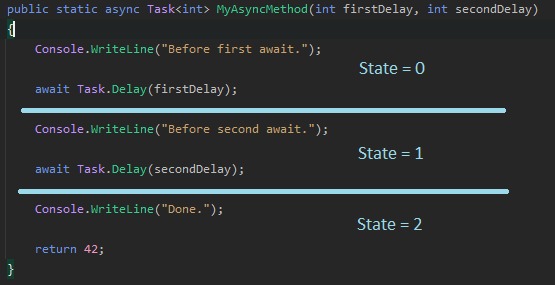 public static async Task<int> MyAsyncMethod(int firstDelay, int secondDelay)
{
Console.WriteLine("Before first await.");
State = 0
await Task.Delay(firstDelay);
Console.WriteLine("Before second await.");
State = 1
await Task.Delay(secondDelay);
Console.WriteLine("Done.");
State = 2
return 42;
}